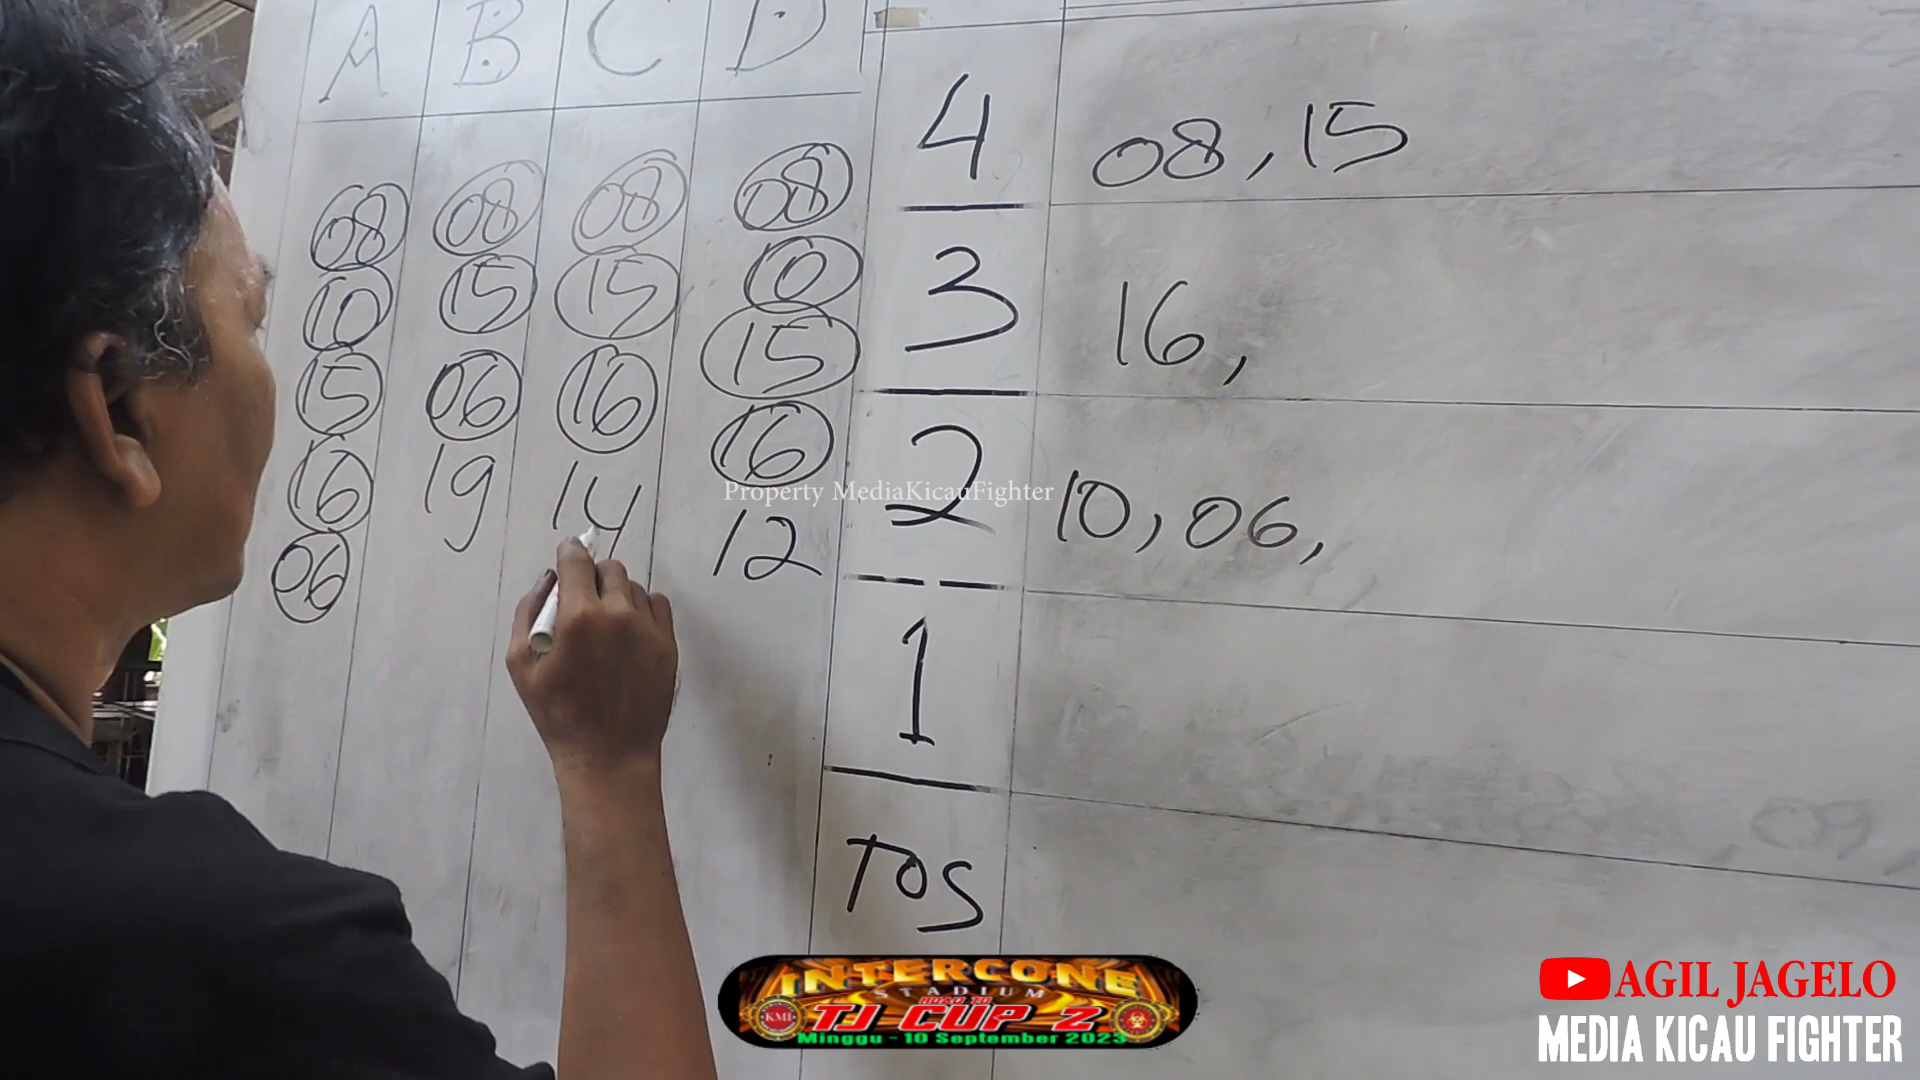 A B C D
08 08 08 08
10 15 15 10
15 06 16 15
16 19 14 16
06 12
4 08, 15
3 16,
2 10, 06,
1
TOS
09,
Property MediaKicauFighter
INTERCONE
STADIUM
ROAD TO
KMI TJ CUP 2
Minggu - 10 September 2023
AGIL JAGELO
MEDIA KICAU FIGHTER